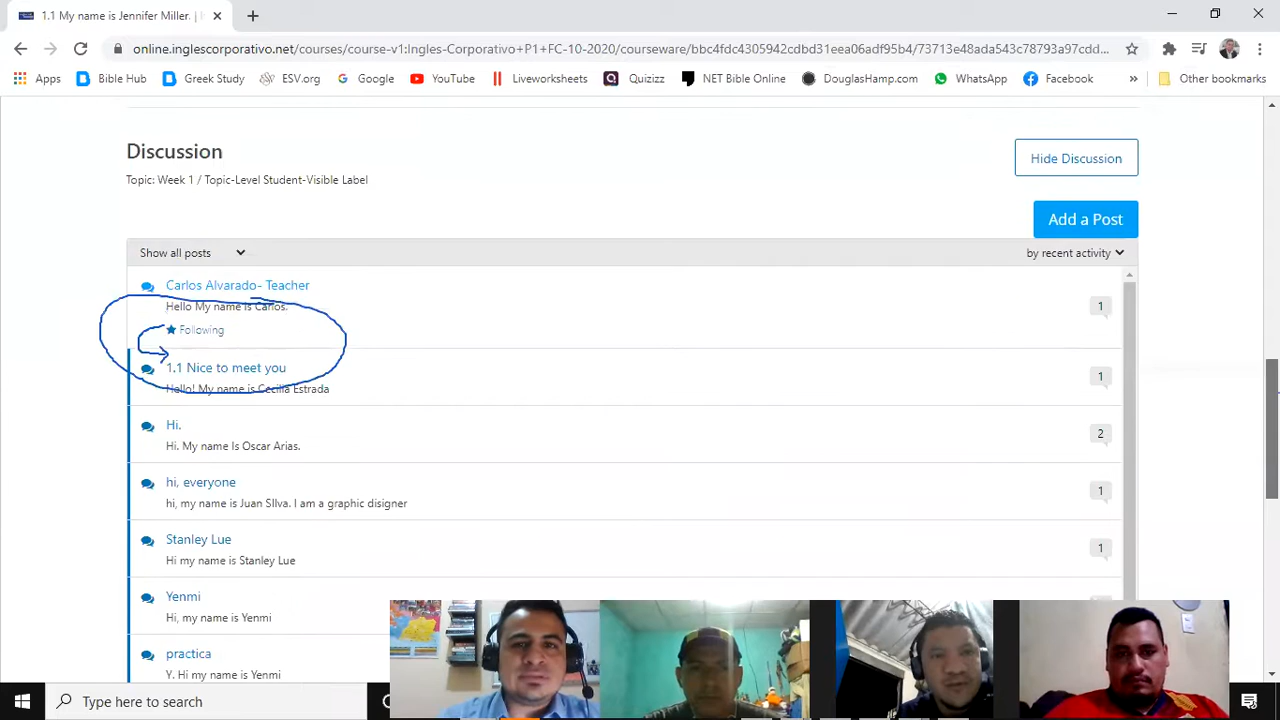 1.1 My name is Jennifer Miller. |
online.inglescorporativo.net/courses/course-v1:Ingles-Corporativo+P1+FC-10-2020/courseware/bbc4fdc4305942cdbd31eea06adf95b4/73713e48ada543c78793a97cdd...
Apps Bible Hub Greek Study ESV.org Google YouTube Liveworksheets Quizizz NET Bible Online DouglasHamp.com WhatsApp Facebook » Other bookmarks
Discussion
Hide Discussion
Topic: Week 1 / Topic-Level Student-Visible Label
Add a Post
Show all posts by recent activity
Carlos Alvarado- Teacher
Hello My name is Carlos.
1
Following
1.1 Nice to meet you
1
Hello! My name is Cecilia Estrada
Hi.
2
Hi. My name Is Oscar Arias.
hi, everyone
1
hi, my name is Juan SIlva. I am a graphic disigner
Stanley Lue
1
Hi my name is Stanley Lue
Yenmi
Hi, my name is Yenmi
practica
Y. Hi my name is Yenmi
Type here to search